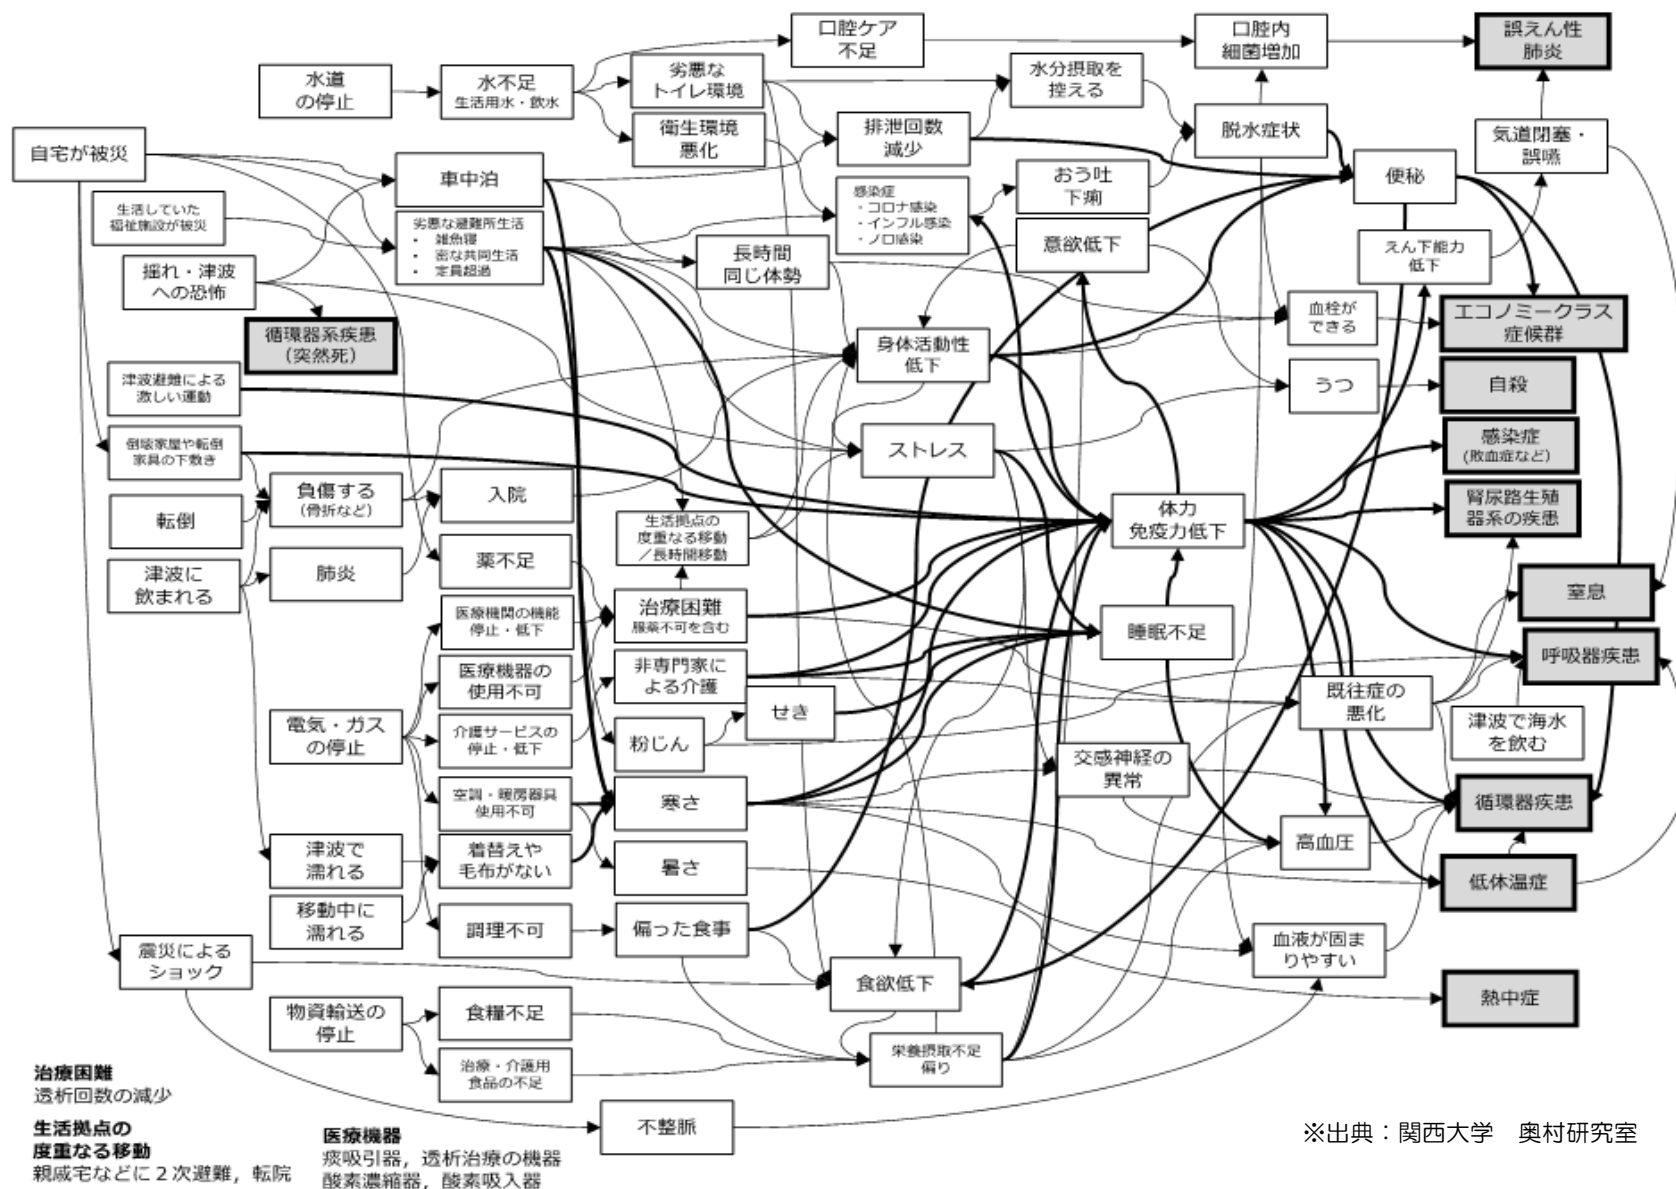 水道
の停止
水不足
生活用水・飲水
口腔ケア
不足
口腔内
細菌増加
誤えん性
肺炎
劣悪な
トイレ環境
水分摂取を
控える
衛生環境
悪化
排泄回数
減少
脱水症状
気道閉塞・
誤嚥
自宅が被災
車中泊
感染症
・コロナ感染
・インフル感染
・ノロ感染
おう吐
下痢
便秘
生活していた
福祉施設が被災
劣悪な避難所生活
・ 雑魚寝
・ 密な共同生活
・ 定員超過
長時間
同じ体勢
意欲低下
えん下能力
低下
揺れ・津波
への恐怖
循環器系疾患
(突然死)
血栓が
できる
エコノミークラス
症候群
身体活動性
低下
うつ
自殺
津波避難による
激しい運動
倒壊家屋や転倒
家具の下敷き
ストレス
感染症
(敗血症など)
負傷する
(骨折など)
入院
転倒
生活拠点の
度重なる移動
／長時間移動
体力
免疫力低下
腎尿路生殖
器系の疾患
津波に
飲まれる
肺炎
薬不足
窒息
医療機関の機能
停止・低下
治療困難
服薬不可を含む
睡眠不足
呼吸器疾患
医療機器の
使用不可
非専門家に
よる介護
既往症の
悪化
電気・ガス
の停止
介護サービスの
停止・低下
粉じん
せき
津波で海水
を飲む
交感神経の
異常
空調・暖房器具
使用不可
寒さ
循環器疾患
高血圧
津波で
濡れる
着替えや
毛布がない
暑さ
低体温症
移動中に
濡れる
調理不可
偏った食事
血液が固ま
りやすい
震災による
ショック
食欲低下
熱中症
物資輸送の
停止
食糧不足
栄養摂取不足
偏り
治療・介護用
食品の不足
不整脈
治療困難
透析回数の減少
生活拠点の
度重なる移動
親戚宅などに２次避難，転院
医療機器
痰吸引器，透析治療の機器
酸素濃縮器，酸素吸入器
※出典：関西大学　奥村研究室